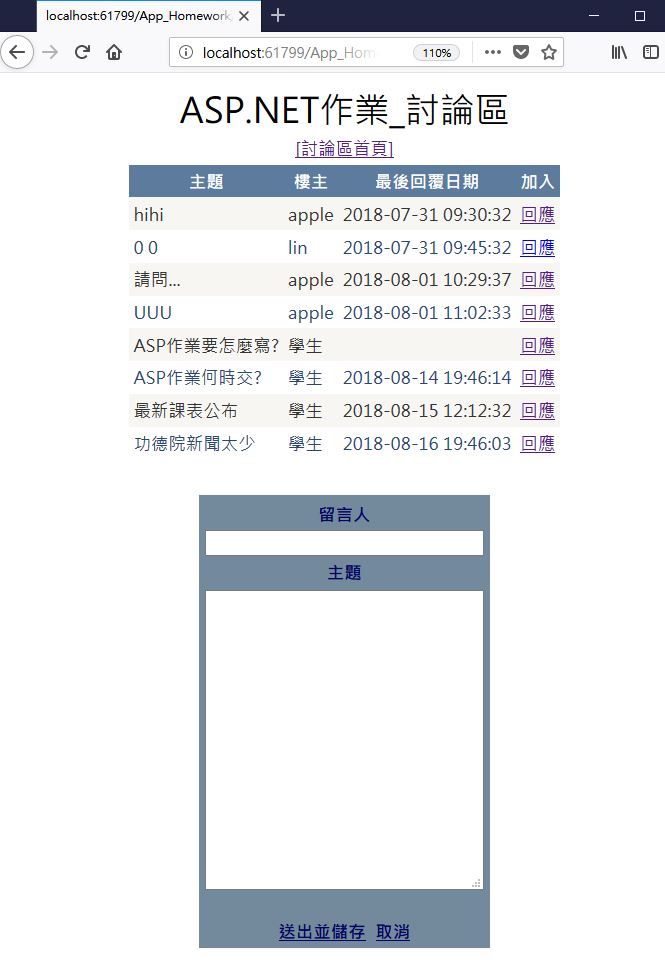 localhost:61799/App_Homework
localhost:61799/App_Hom 110%
ASP.NET作業_討論區
[討論區首頁]
主題 樓主 最後回覆日期 加入
hihi apple 2018-07-31 09:30:32 回應
0 0 lin 2018-07-31 09:45:32 回應
請問... apple 2018-08-01 10:29:37 回應
UUU apple 2018-08-01 11:02:33 回應
ASP作業要怎麼寫? 學生 回應
ASP作業何時交? 學生 2018-08-14 19:46:14 回應
最新課表公布 學生 2018-08-15 12:12:32 回應
功德院新聞太少 學生 2018-08-16 19:46:03 回應
留言人
主題
送出並儲存 取消